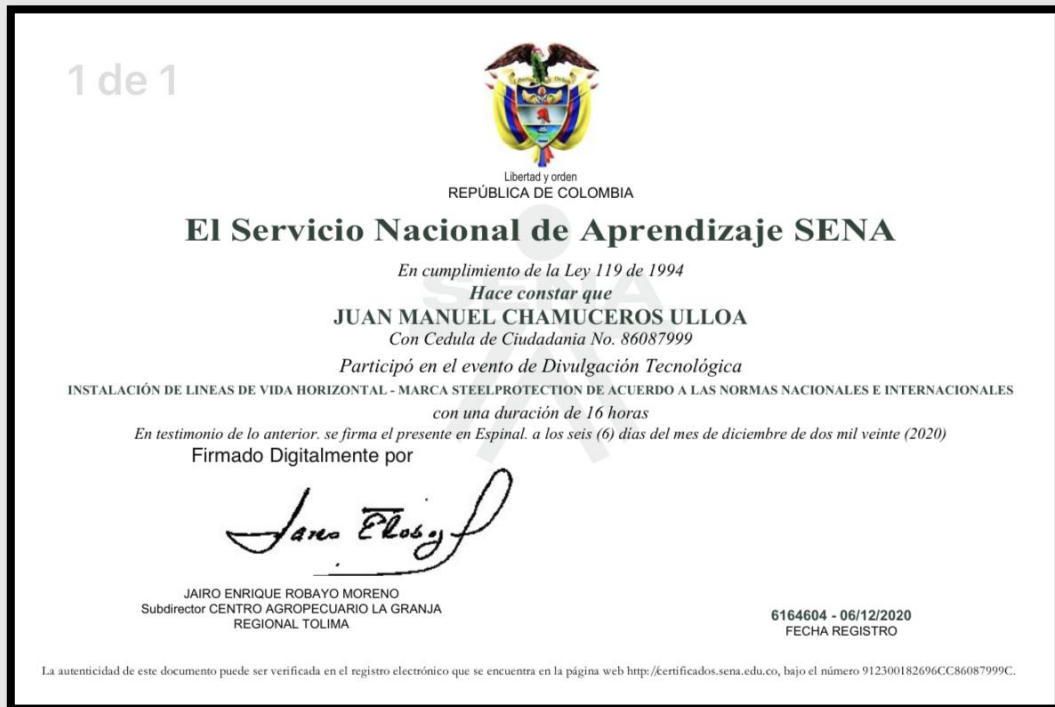 1 de 1
Libertad y orden
REPÚBLICA DE COLOMBIA
El Servicio Nacional de Aprendizaje SENA
En cumplimiento de la Ley 119 de 1994
Hace constar que
SENA
JUAN MANUEL CHAMUCEROS ULLOA
Con Cedula de Ciudadania No. 86087999
Participó en el evento de Divulgación Tecnológica
INSTALACIÓN DE LINEAS DE VIDA HORIZONTAL - MARCA STEELPROTECTION DE ACUERDO A LAS NORMAS NACIONALES E INTERNACIONALES
con una duración de 16 horas
En testimonio de lo anterior. se firma el presente en Espinal. a los seis (6) días del mes de diciembre de dos mil veinte (2020)
Firmado Digitalmente por
JAIRO ENRIQUE ROBAYO MORENO
Subdirector CENTRO AGROPECUARIO LA GRANJA
REGIONAL TOLIMA
6164604 - 06/12/2020
FECHA REGISTRO
La autenticidad de este documento puede ser verificada en el registro electrónico que se encuentra en la página web http://certificados.sena.edu.co, bajo el número 912300182696CC86087999C.